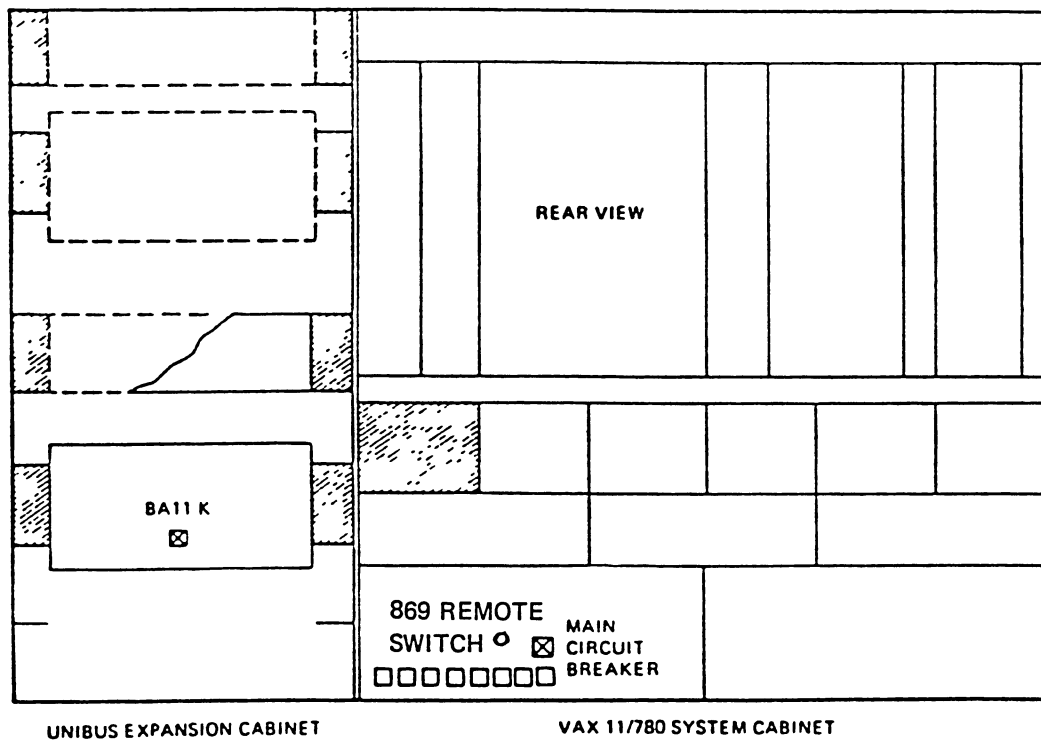 REAR VIEW
BA11 K
869 REMOTE
SWITCH
MAIN
CIRCUIT
BREAKER
UNIBUS EXPANSION CABINET
VAX 11/780 SYSTEM CABINET